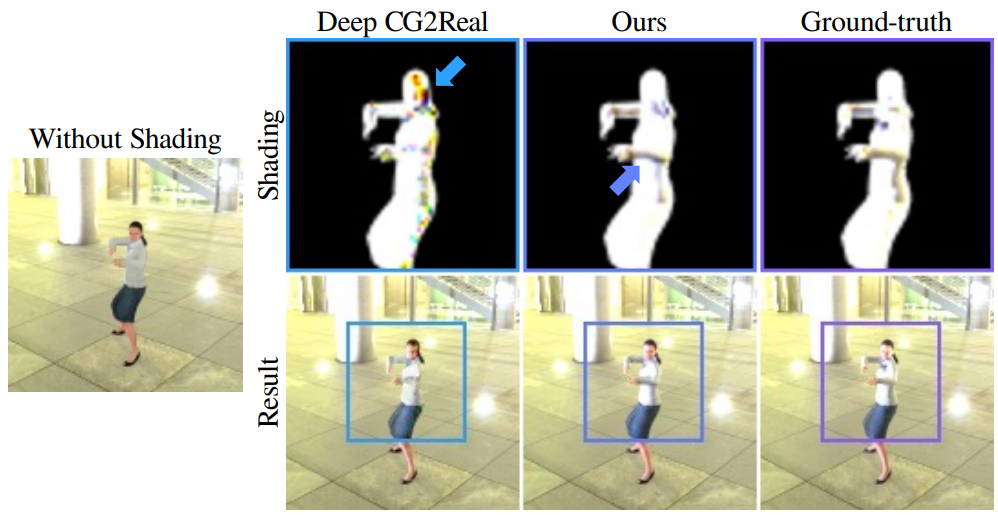 Deep CG2Real
Ours
Ground-truth
Without Shading
Shading
Result